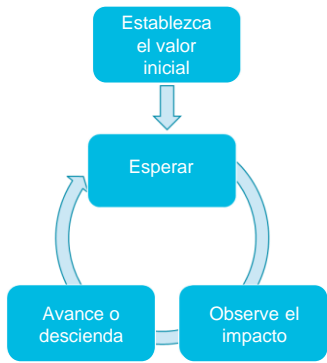 Establezca
el valor
inicial
Esperar
Avance o
descienda
Observe el
impacto